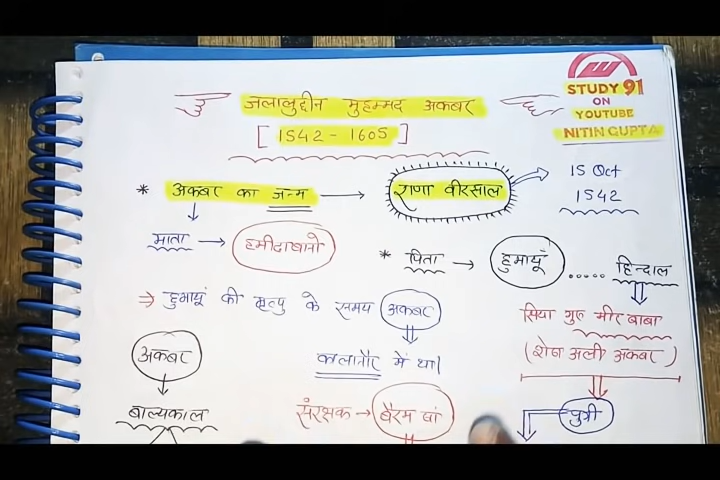 STUDY 91
ON
YOUTUBE
NITIN GUPTA
जलालुद्दीन मुहम्मद अकबर
[ 1542 - 1605 ]
* अकबर का जन्म → राणा वीरसाल
15 Oct
1542
माता → हमीदाबानो
* पिता → हुमायूं ..... हिन्दाल
⇒ हुमायूं की मृत्यु के समय अकबर
कलानौर में था।
सिया गुरु मीर बाबा
(शेख अली अकबर)
अकबर
बाल्यकाल
संरक्षक → बैरम खां
पुत्री